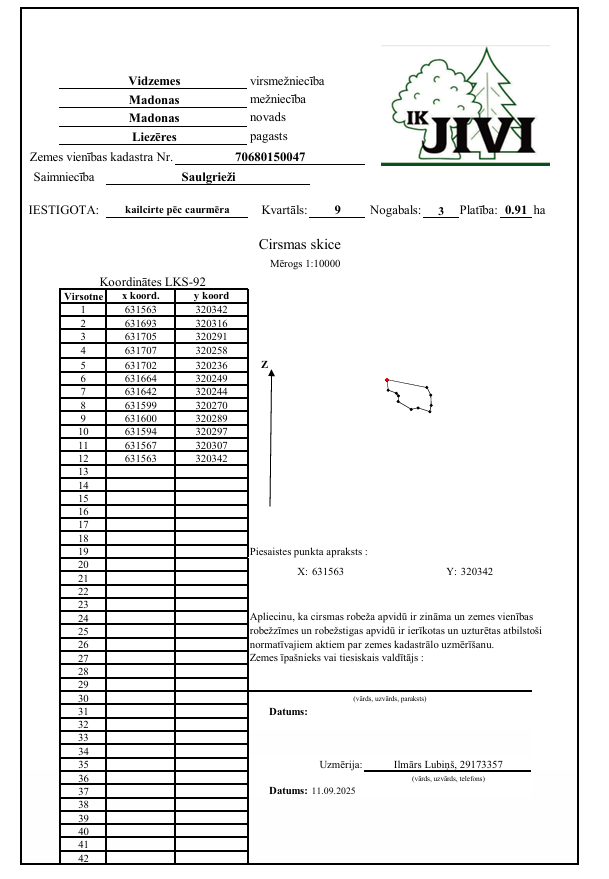 Vidzemes virsmežniecība
Madonas mežniecība
Madonas novads
Liezēres pagasts
Zemes vienības kadastra Nr. 70680150047
Saimniecība Saulgrieži
IK JIVI
IESTIGOTA: kailcirte pēc caurmēra Kvartāls: 9 Nogabals: 3 Platība: 0.91 ha
Cirsmas skice
Mērogs 1:10000
Koordinātes LKS-92
Virsotne x koord. y koord
1 631563 320342
2 631693 320316
3 631705 320291
4 631707 320258
5 631702 320236
6 631664 320249
7 631642 320244
8 631599 320270
9 631600 320289
10 631594 320297
11 631567 320307
12 631563 320342
13
14
15
16
17
18
19
20
21
22
23
24
25
26
27
28
29
30
31
32
33
34
35
36
37
38
39
40
41
42
Z
Piesaistes punkta apraksts :
X: 631563 Y: 320342
Apliecinu, ka cirsmas robeža apvidū ir zināma un zemes vienības
robežzīmes un robežstigas apvidū ir ierīkotas un uzturētas atbilstoši
normatīvajiem aktiem par zemes kadastrālo uzmērīšanu.
Zemes īpašnieks vai tiesiskais valdītājs :
(vārds, uzvārds, paraksts)
Datums:
Uzmērija: Ilmārs Lubiņš, 29173357
(vārds, uzvārds, telefons)
Datums: 11.09.2025